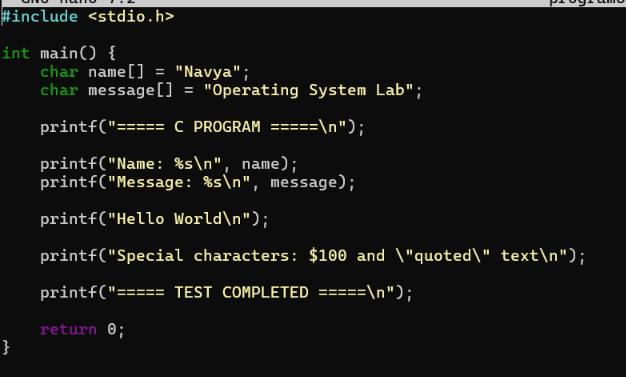 GNU nano 7.2
#include <stdio.h>
int main() {
    char name[] = "Navya";
    char message[] = "Operating System Lab";
    printf("===== C PROGRAM =====\n");
    printf("Name: %s\n", name);
    printf("Message: %s\n", message);
    printf("Hello World\n");
    printf("Special characters: $100 and \"quoted\" text\n");
    printf("===== TEST COMPLETED =====\n");
    return 0;
}